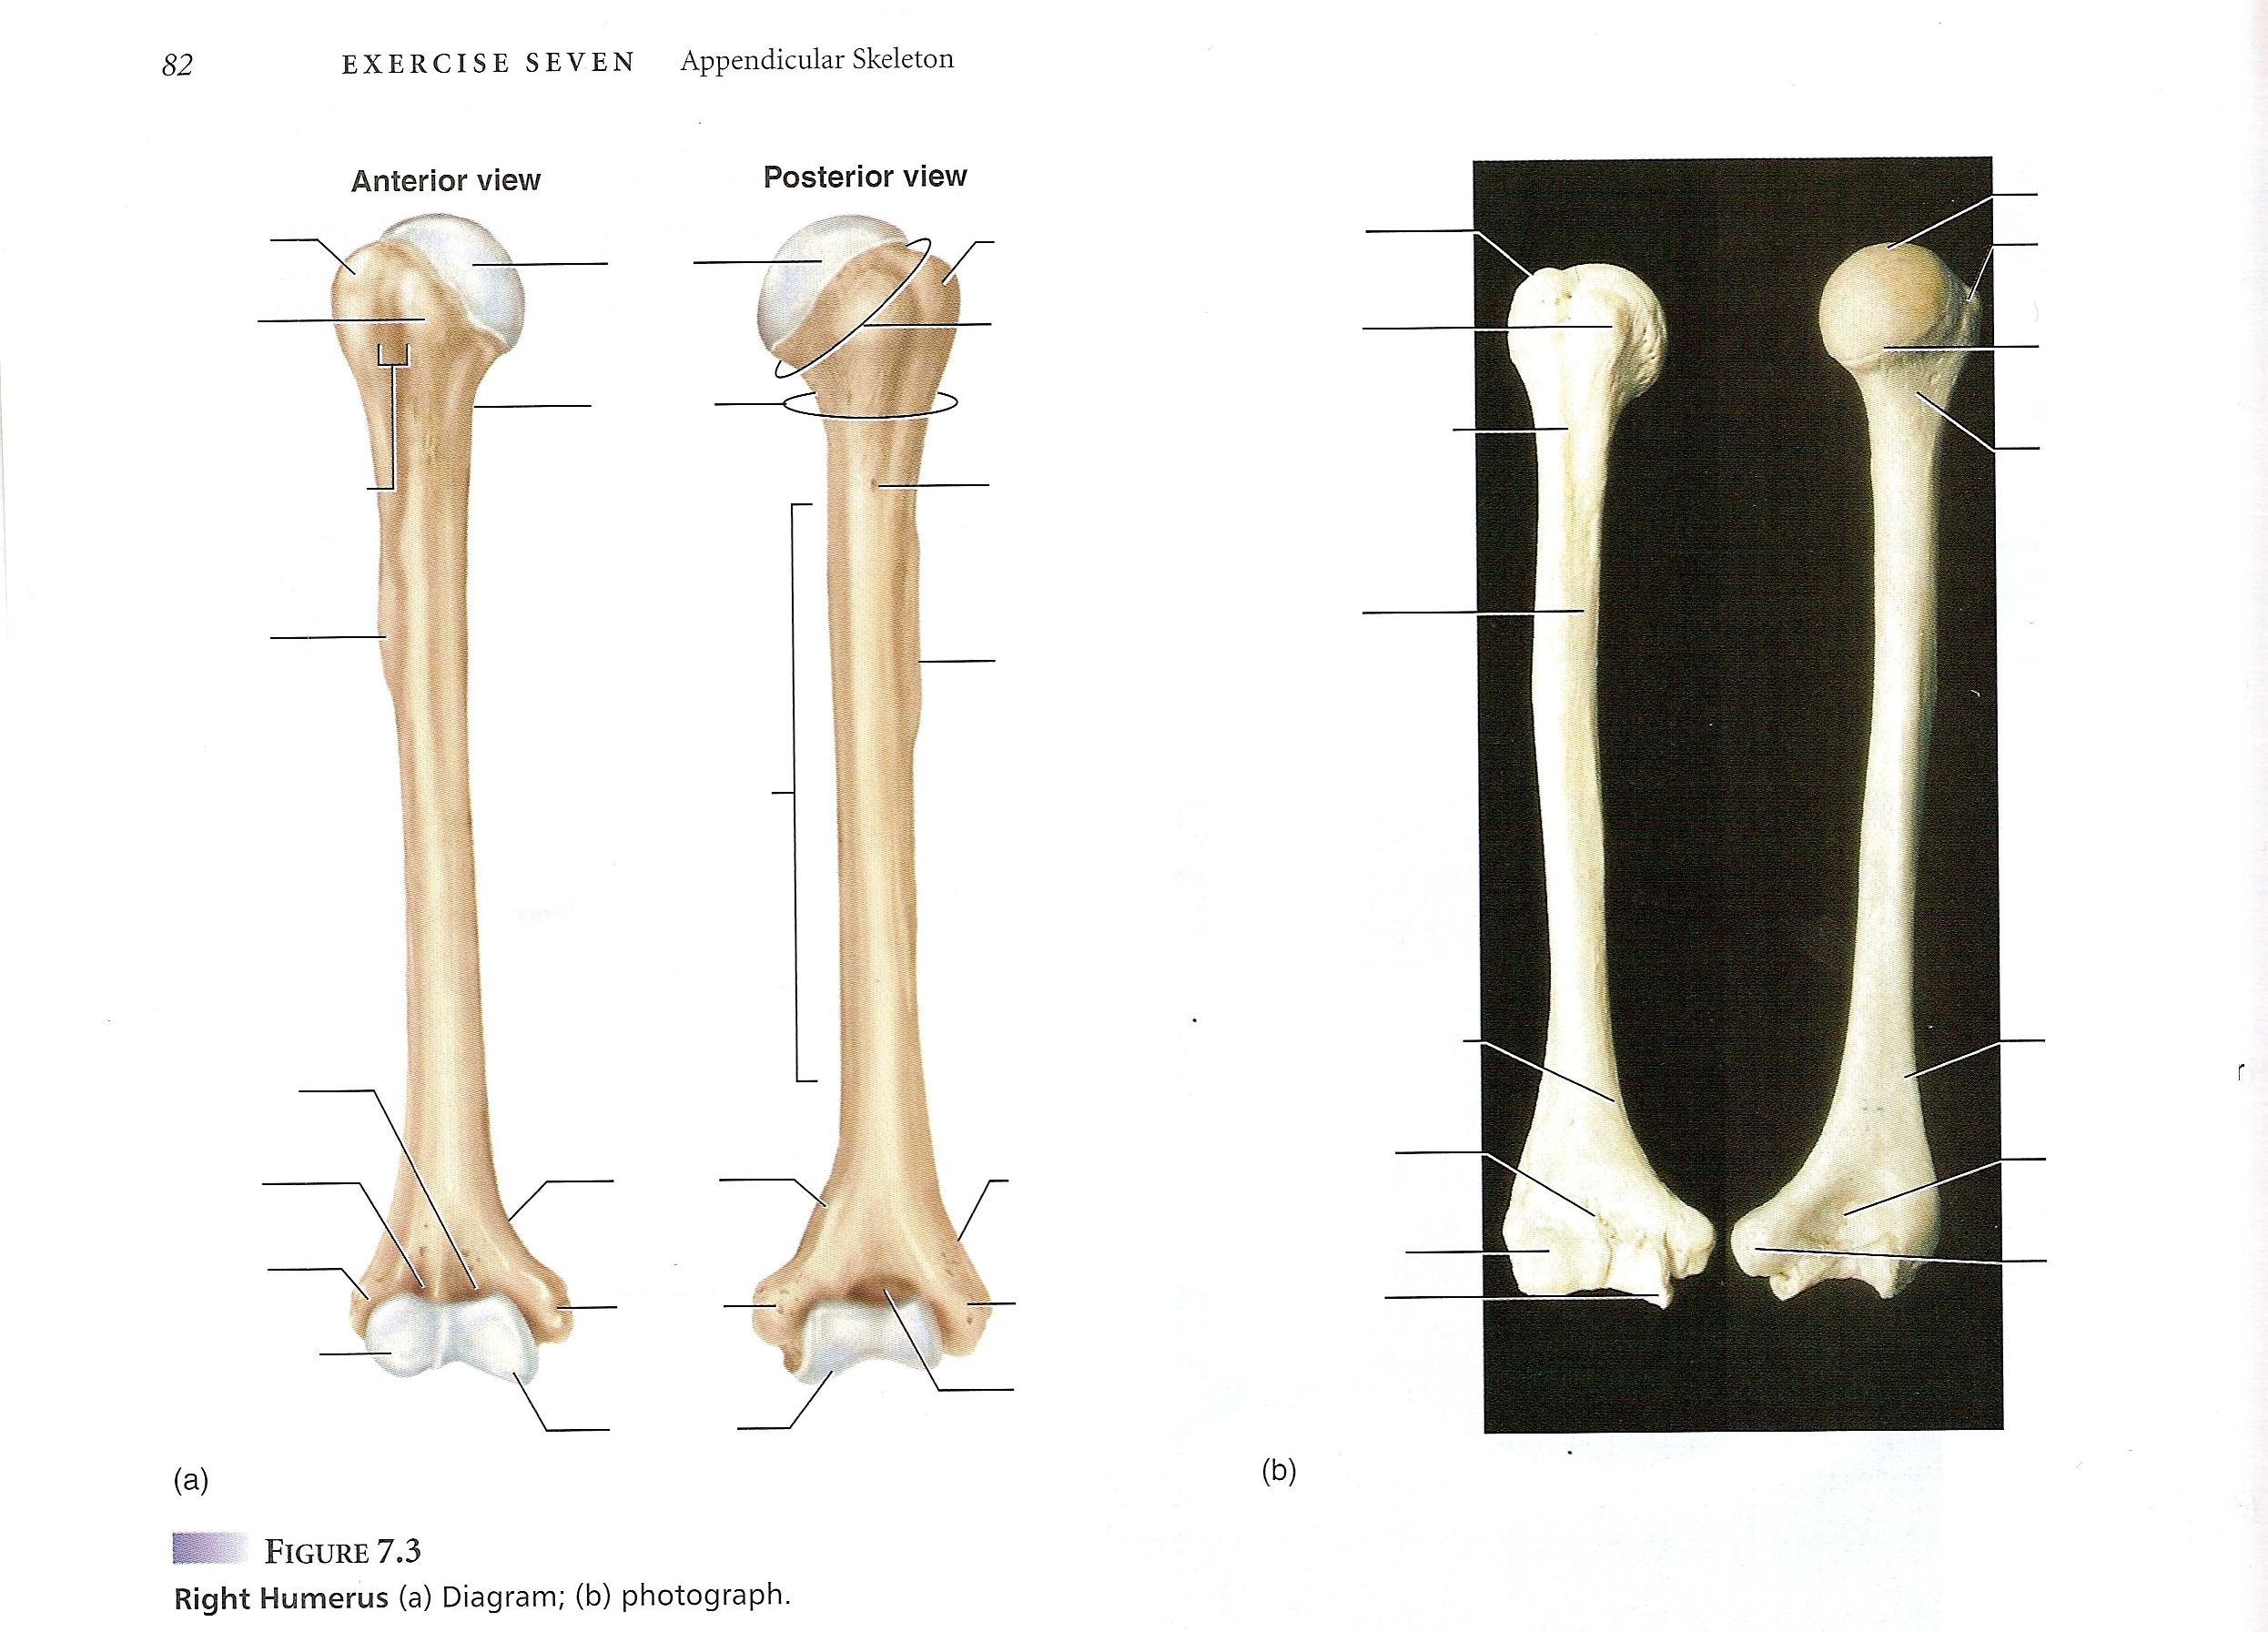 82 EXERCISE SEVEN Appendicular Skeleton
Anterior view
Posterior view
(a)
(b)
FIGURE 7.3
Right Humerus (a) Diagram; (b) photograph.